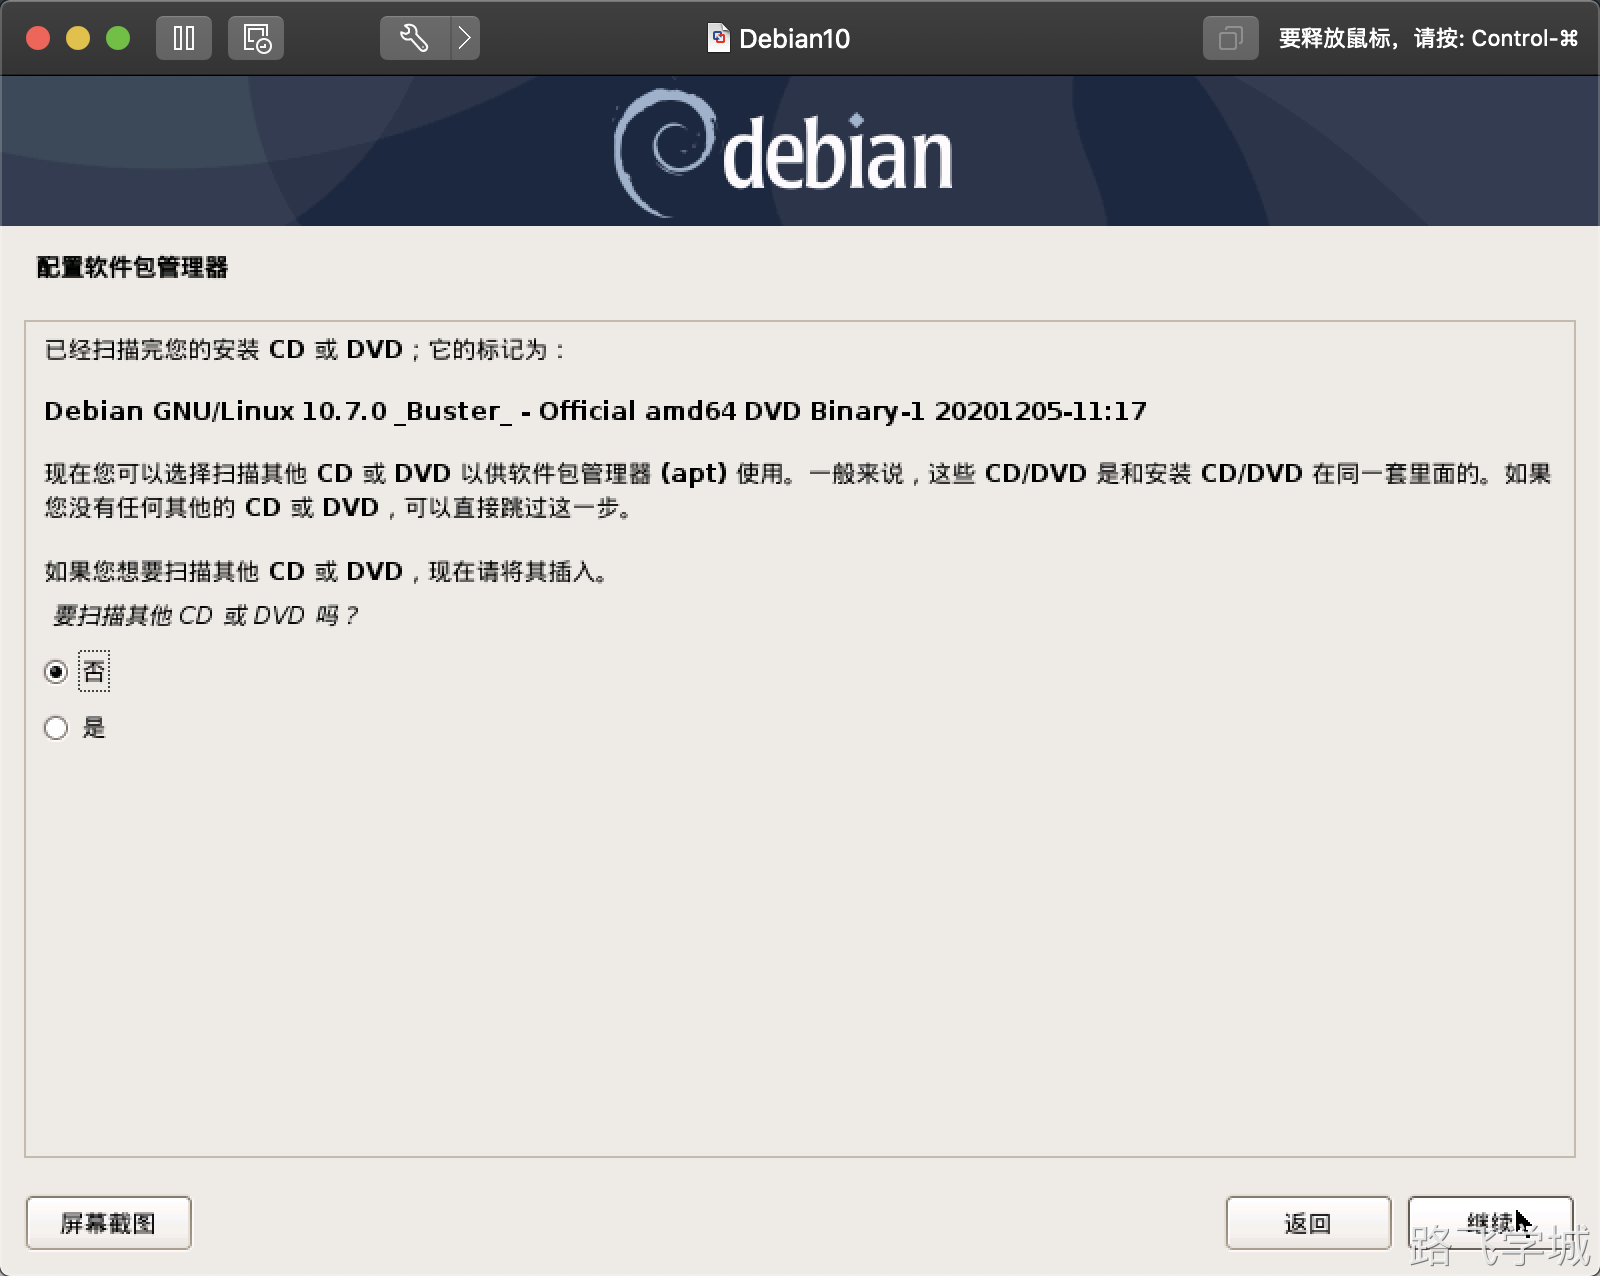 Debian10
要释放鼠标，请按: Control-⌘
debian
配置软件包管理器
已经扫描完您的安装 CD 或 DVD；它的标记为：
Debian GNU/Linux 10.7.0 _Buster_ - Official amd64 DVD Binary-1 20201205-11:17
现在您可以选择扫描其他 CD 或 DVD 以供软件包管理器 (apt) 使用。一般来说，这些 CD/DVD 是和安装 CD/DVD 在同一套里面的。如果
您没有任何其他的 CD 或 DVD，可以直接跳过这一步。
如果您想要扫描其他 CD 或 DVD，现在请将其插入。
要扫描其他 CD 或 DVD 吗？
否
是
屏幕截图
返回
继续
路飞学城